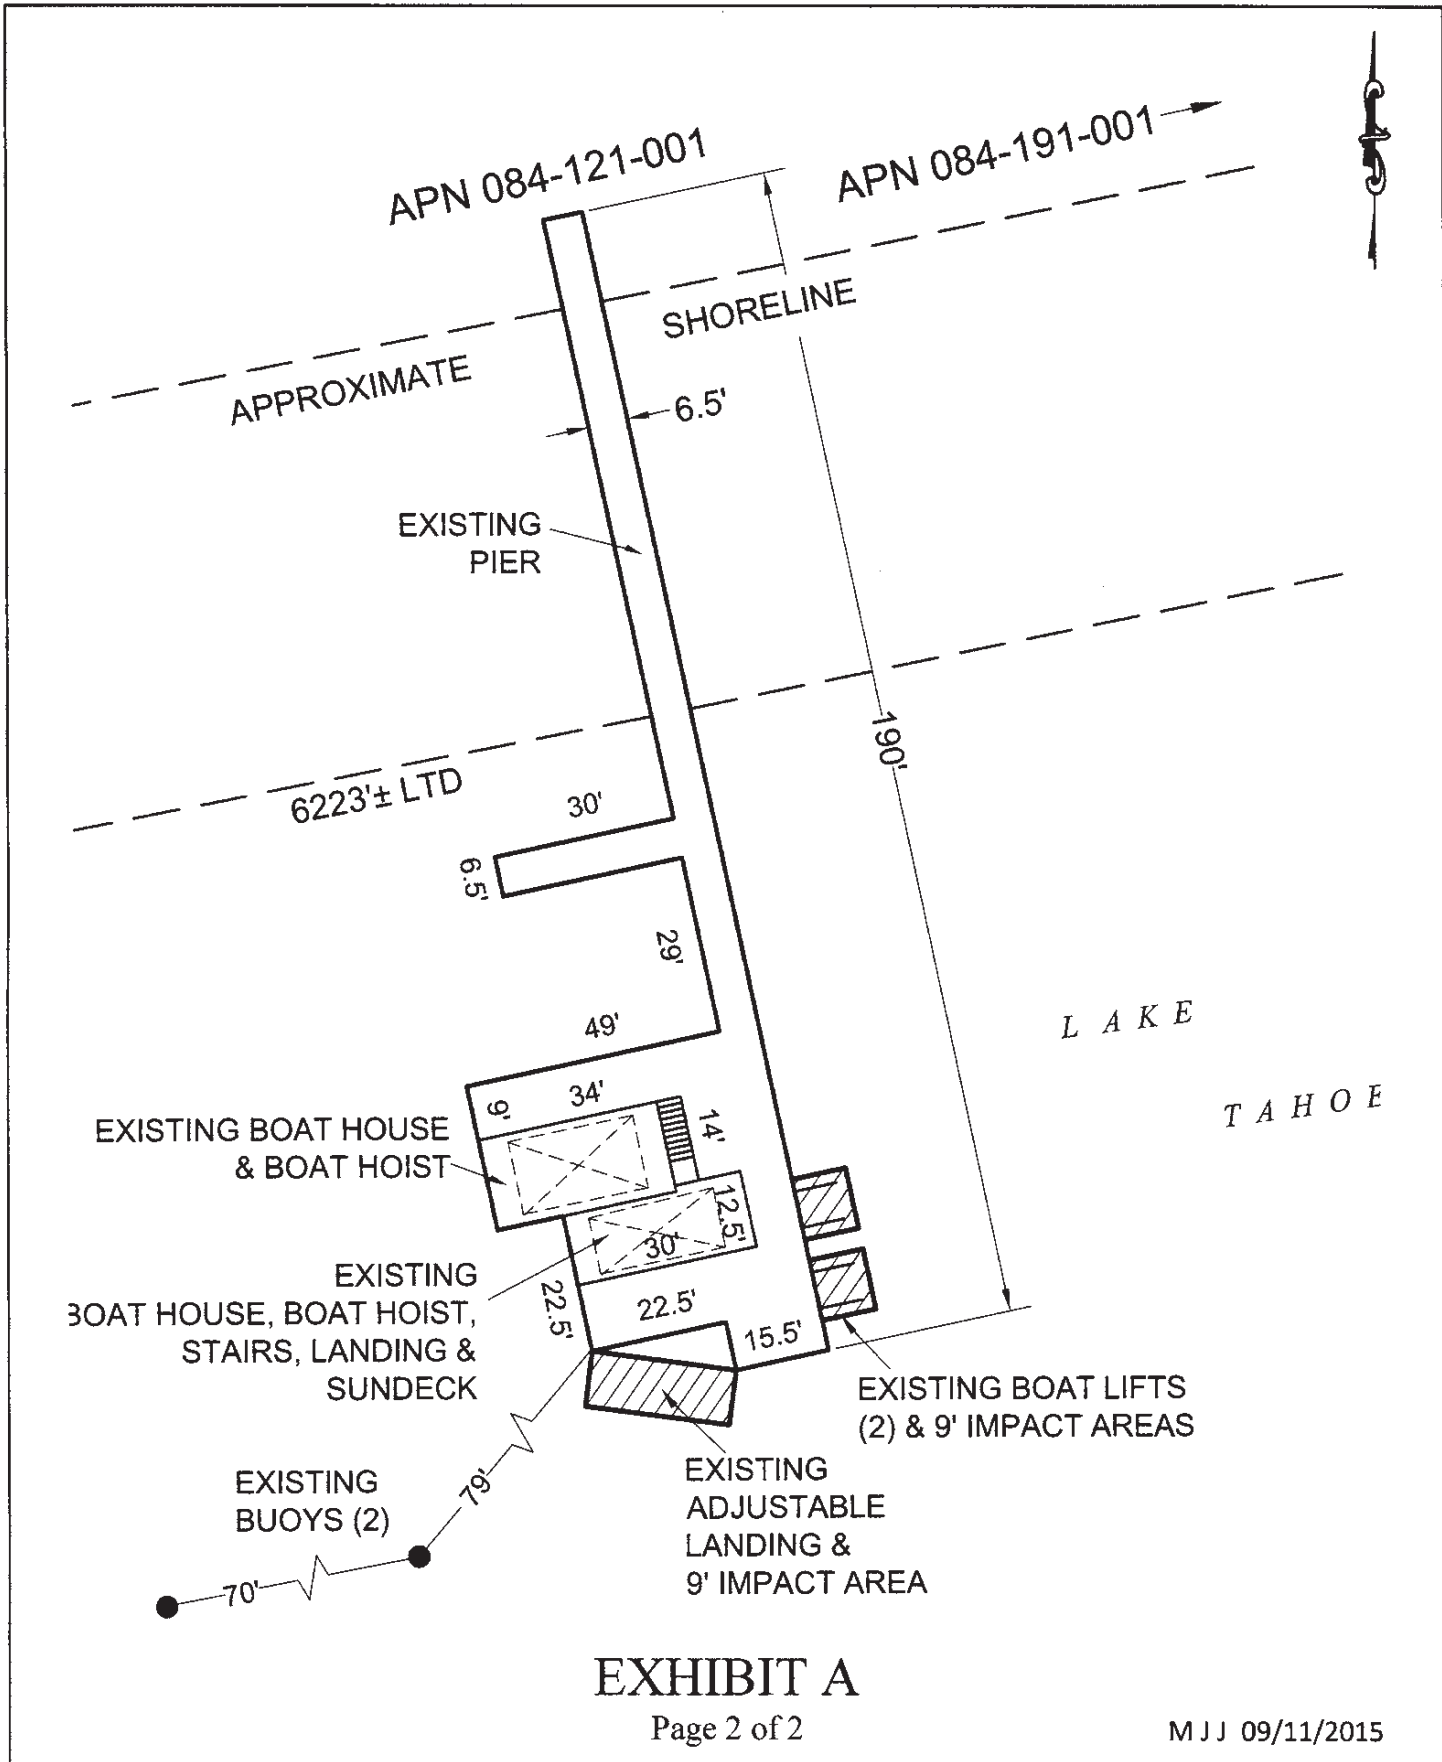 APN 084-121-001
APN 084-191-001
APPROXIMATE
SHORELINE
6.5'
EXISTING
PIER
190'
6223'± LTD
30'
6.5'
29'
49'
LAKE
TAHOE
34'
9'
14'
EXISTING BOAT HOUSE
& BOAT HOIST
12.5'
30'
EXISTING
BOAT HOUSE, BOAT HOIST,
STAIRS, LANDING &
SUNDECK
22.5'
22.5'
15.5'
EXISTING BOAT LIFTS
(2) & 9' IMPACT AREAS
EXISTING
ADJUSTABLE
LANDING &
9' IMPACT AREA
79'
EXISTING
BUOYS (2)
70'
EXHIBIT A
Page 2 of 2
MJJ 09/11/2015